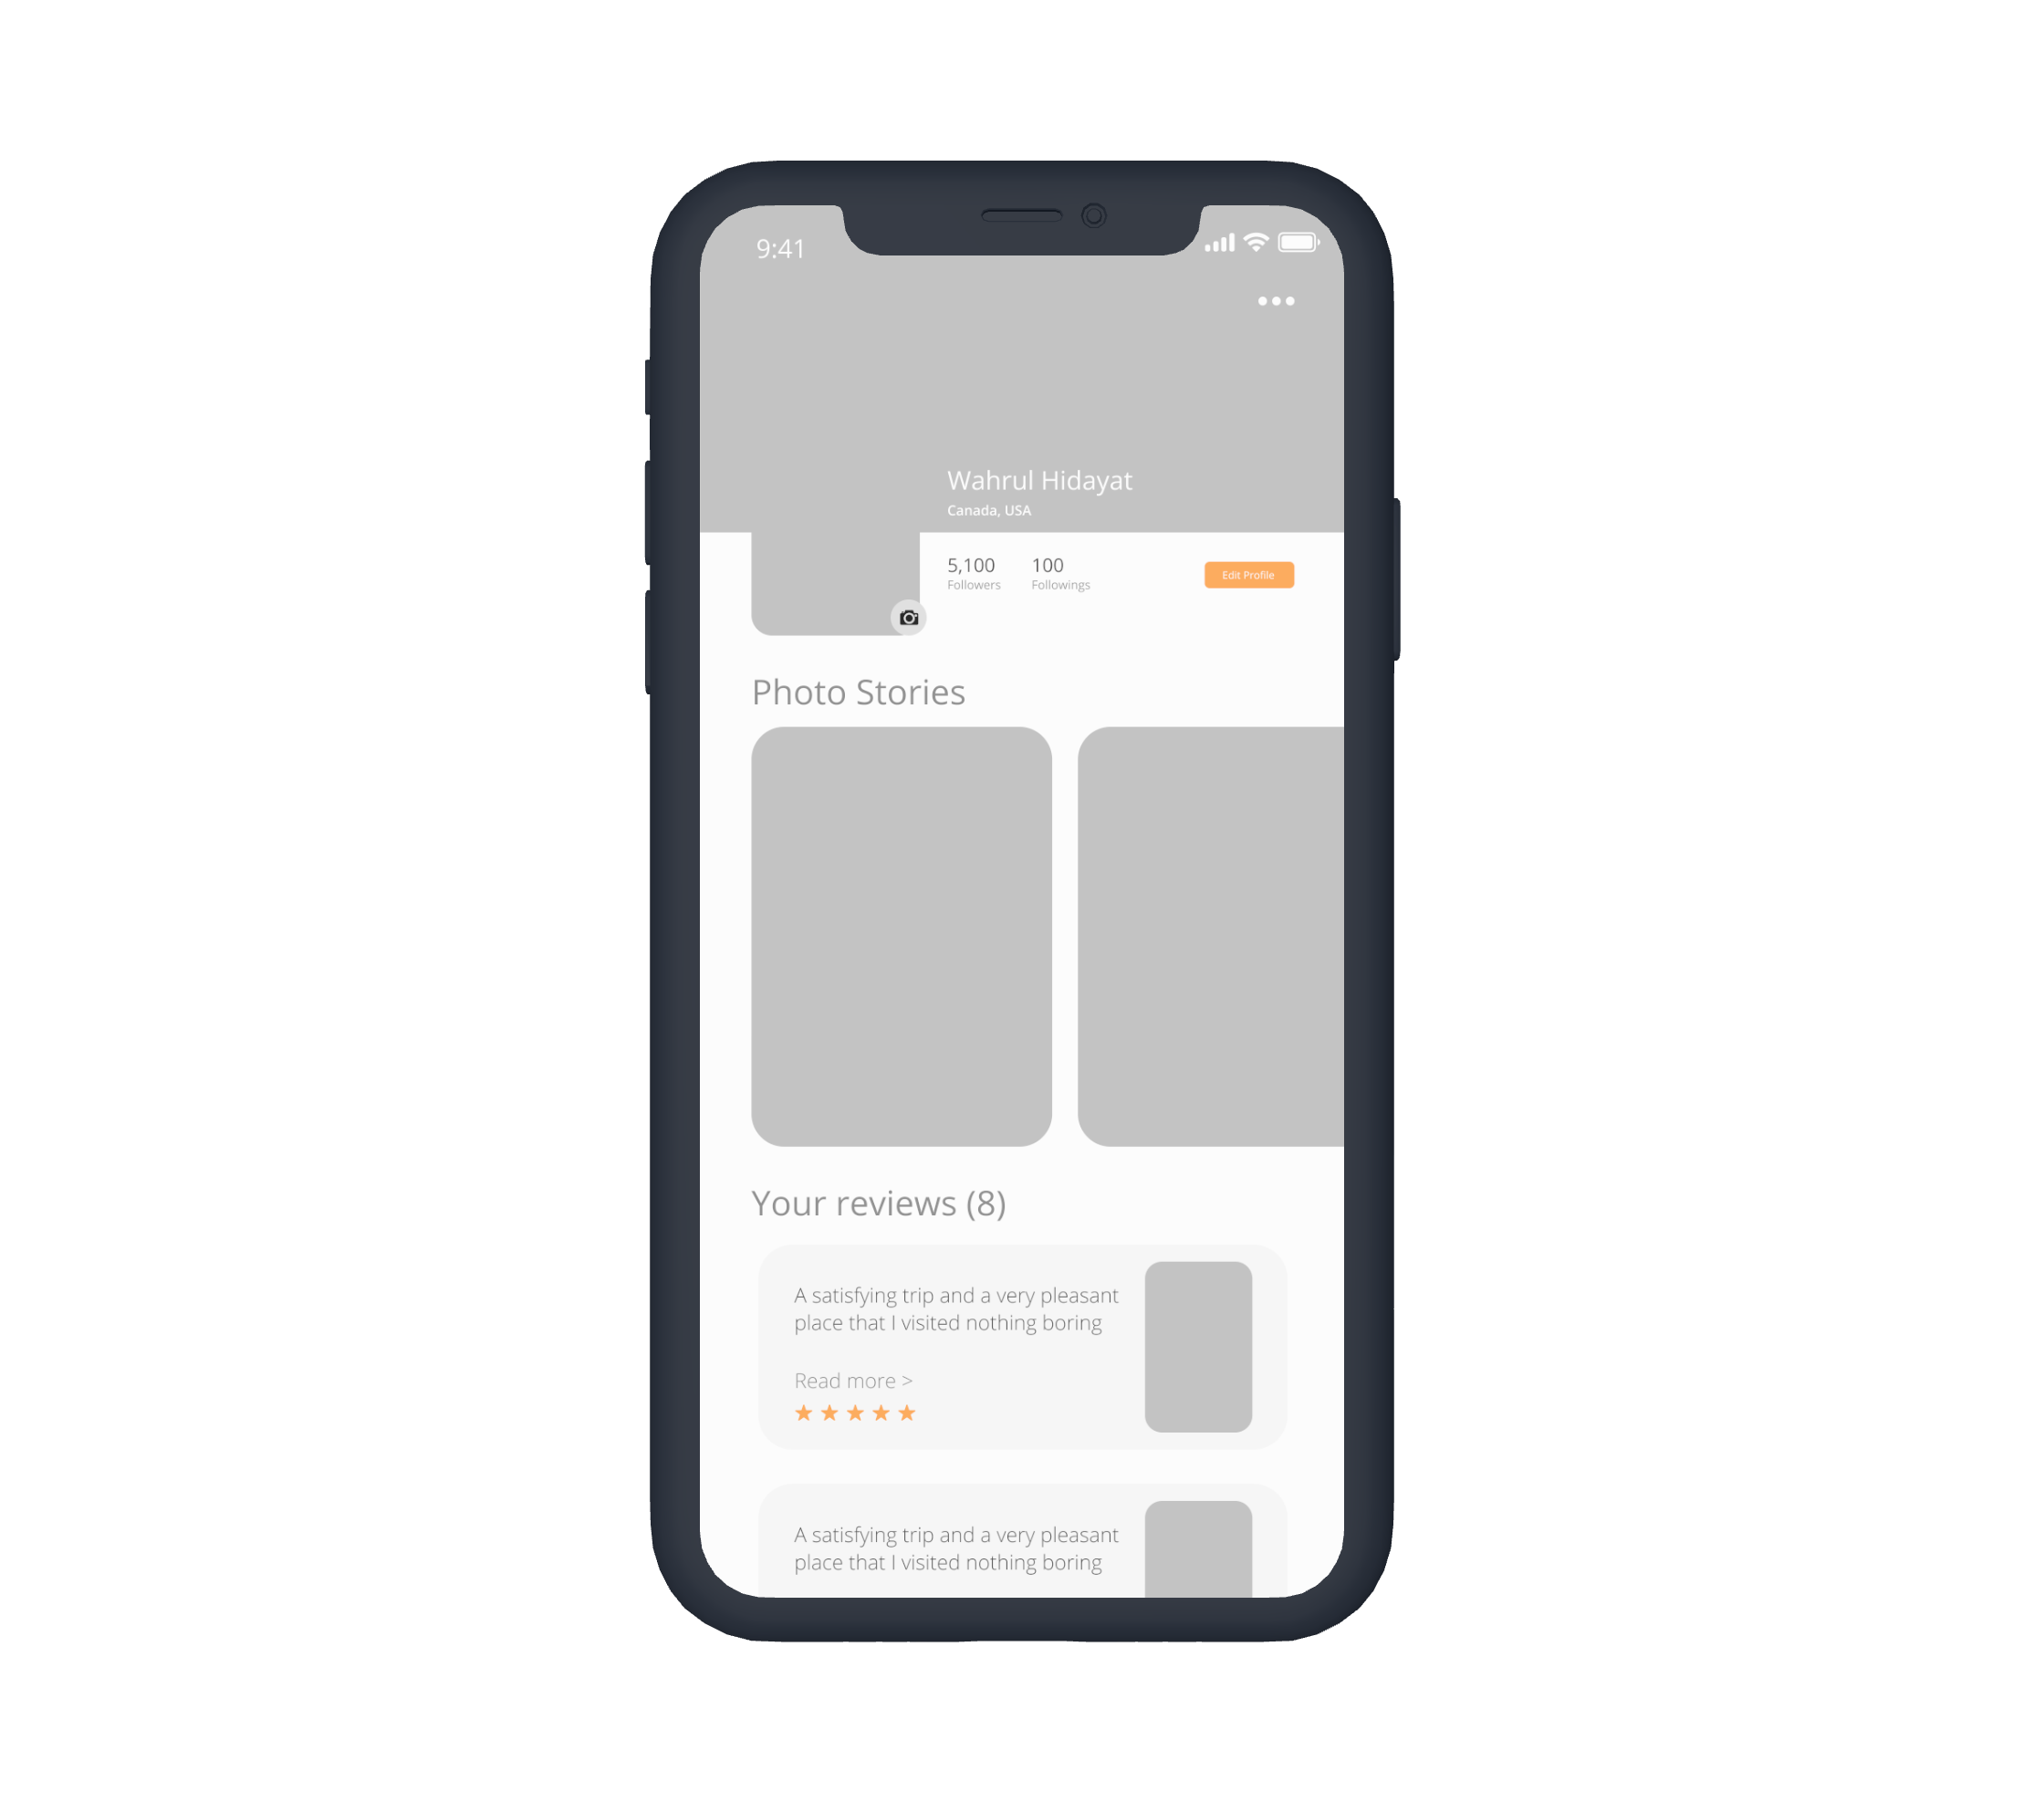 9:41
Wahrul Hidayat
Canada, USA
5,100 100
Followers Followings
Edit Profile
Photo Stories
Your reviews (8)
A satisfying trip and a very pleasant
place that I visited nothing boring
Read more >
A satisfying trip and a very pleasant
place that I visited nothing boring